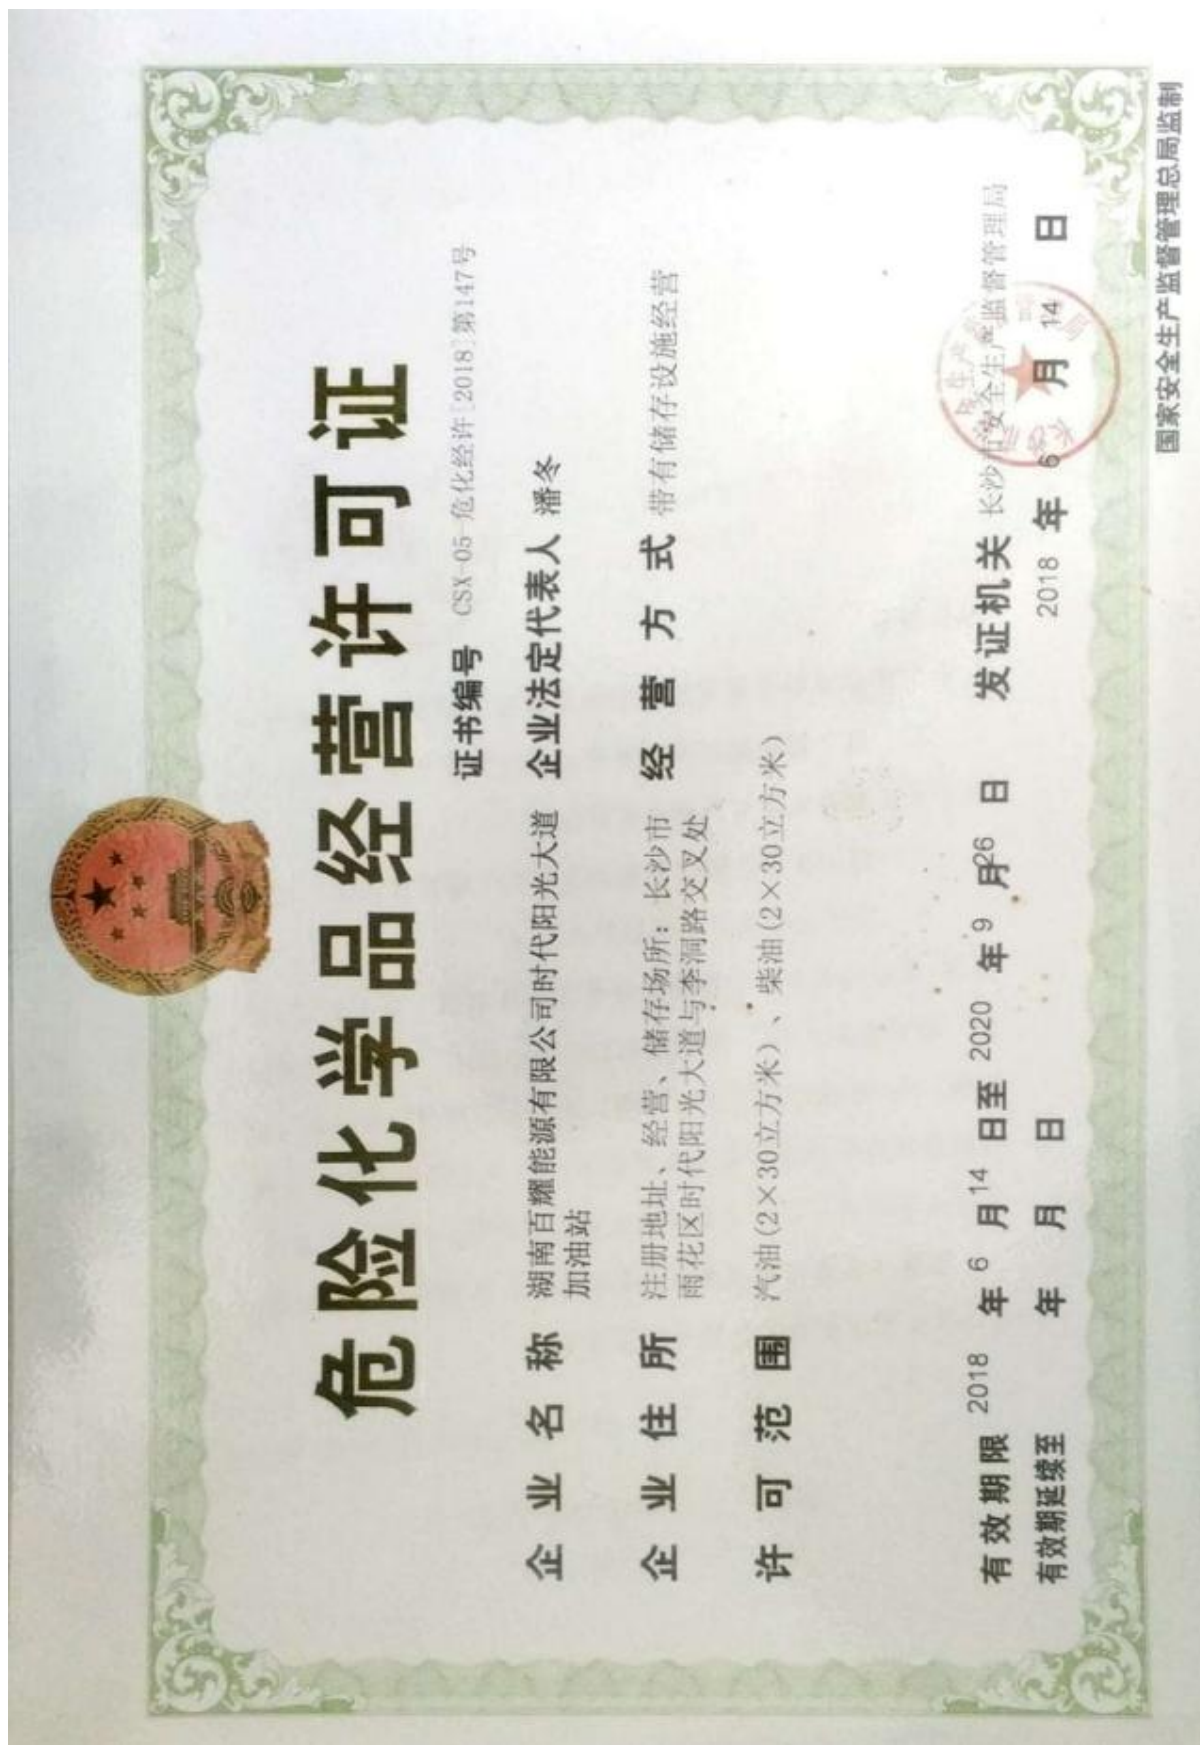 危险化学品经营许可证
证书编号 CSX-05-危化经许[2018]第147号
企业名称 湖南百耀能源有限公司时代阳光大道加油站
企业法定代表人 潘冬
企业住所 注册地址、经营、储存场所：长沙市
雨花区时代阳光大道与李洞路交叉处
经营方式 带有储存设施经营
许可范围 汽油(2×30立方米)、柴油(2×30立方米)
有效期限 2018 年 6 月 14 日至 2020 年 9 月 26 日
有效期延续至 年 月 日
发证机关 长沙市安全生产监督管理局
2018 年 6 月 14 日
国家安全生产监督管理总局监制